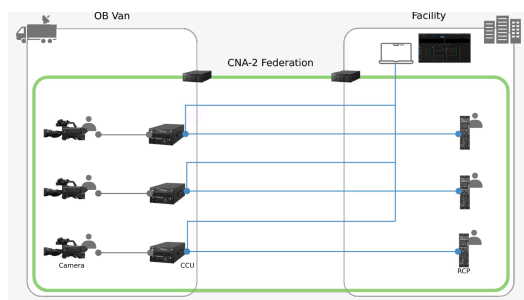 OB Van
Facility
CNA-2 Federation
Camera
CCU
RCP